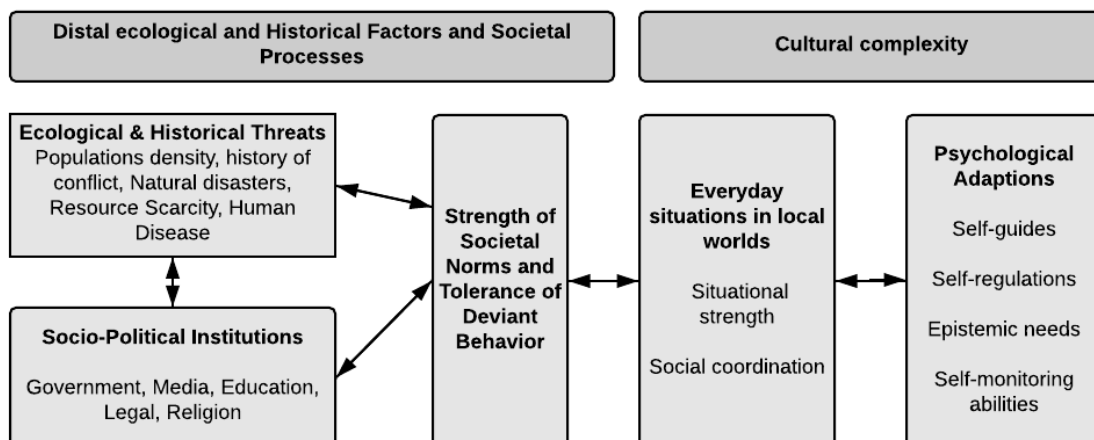 Distal ecological and Historical Factors and Societal
Processes
Cultural complexity
Ecological & Historical Threats
Populations density, history of
conflict, Natural disasters,
Resource Scarcity, Human
Disease
Socio-Political Institutions
Government, Media, Education,
Legal, Religion
Strength of
Societal
Norms and
Tolerance of
Deviant
Behavior
Everyday
situations in local
worlds
Situational
strength
Social coordination
Psychological
Adaptions
Self-guides
Self-regulations
Epistemic needs
Self-monitoring
abilities